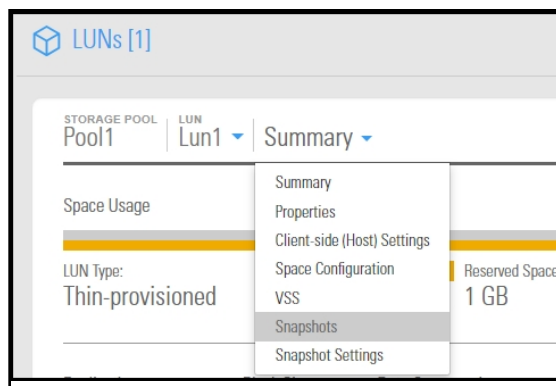 LUNs [1]
STORAGE POOL LUN
Pool1 Lun1 Summary
Summary
Space Usage
Properties
Client-side (Host) Settings
LUN Type: Space Configuration Reserved Space
Thin-provisioned VSS 1 GB
Snapshots
Snapshot Settings